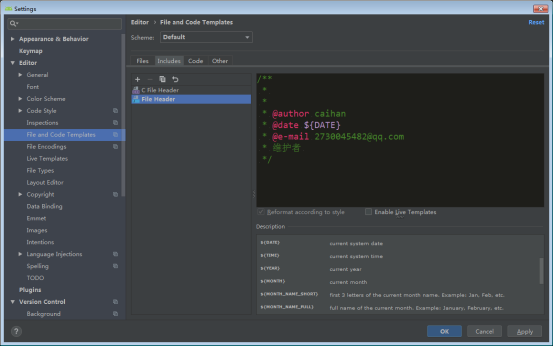 Settings
Editor › File and Code Templates
Reset
Scheme: Default
Appearance & Behavior
Keymap
Editor
General
Font
Color Scheme
Code Style
Inspections
File and Code Templates
File Encodings
Live Templates
File Types
Layout Editor
Copyright
Data Binding
Emmet
Images
Intentions
Language Injections
Spelling
TODO
Plugins
Version Control
Background
Files Includes Code Other
C File Header
File Header
/**
*
*
* @author caihan
* @date ${DATE}
* @e-mail 2730045482@qq.com
* 维护者
*/
Reformat according to style Enable Live Templates
Description
${DATE} current system date
${TIME} current system time
${YEAR} current year
${MONTH} current month
${MONTH_NAME_SHORT} first 3 letters of the current month name. Example: Jan, Feb, etc.
${MONTH_NAME_FULL} full name of the current month. Example: January, February, etc.
?
OK Cancel Apply